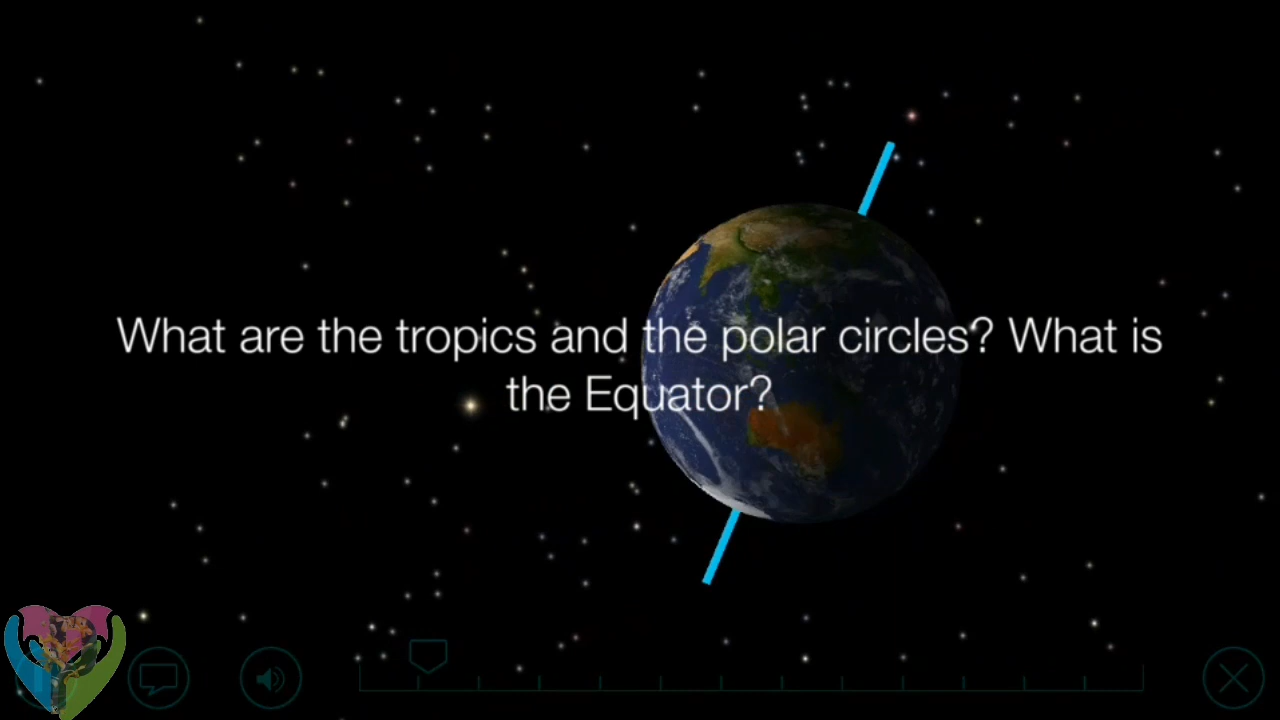 What are the tropics and the polar circles? What is
the Equator?